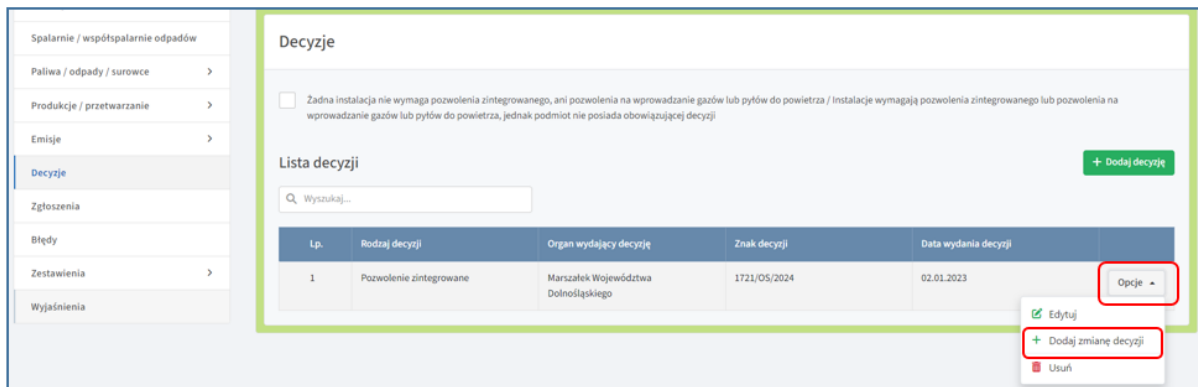 Spalarnie / współspalarnie odpadów
Paliwa / odpady / surowce
Produkcje / przetwarzanie
Emisje
Decyzje
Zgłoszenia
Błędy
Zestawienia
Wyjaśnienia
Decyzje
Żadna instalacja nie wymaga pozwolenia zintegrowanego, ani pozwolenia na wprowadzanie gazów lub pyłów do powietrza / Instalacje wymagają pozwolenia zintegrowanego lub pozwolenia na
wprowadzanie gazów lub pyłów do powietrza, jednak podmiot nie posiada obowiązującej decyzji
Lista decyzji
+ Dodaj decyzję
Wyszukaj...
Lp. Rodzaj decyzji Organ wydający decyzję Znak decyzji Data wydania decyzji
1 Pozwolenie zintegrowane Marszałek Województwa 1721/OS/2024 02.01.2023 Opcje
Dolnośląskiego
Edytuj
+ Dodaj zmianę decyzji
Usuń